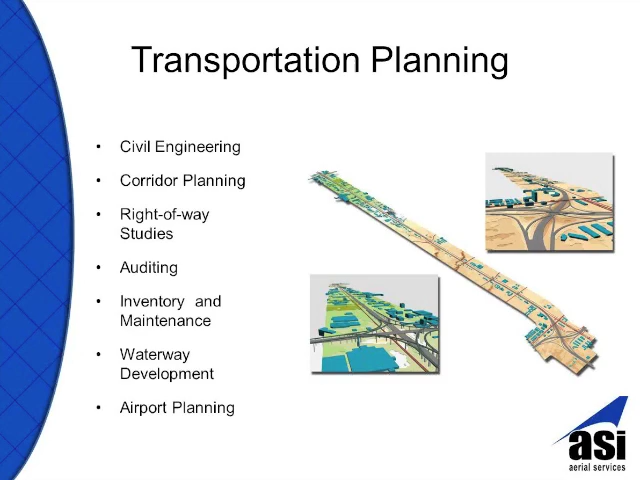 Transportation Planning
• Civil Engineering
• Corridor Planning
• Right-of-way
Studies
• Auditing
• Inventory and
Maintenance
• Waterway
Development
• Airport Planning
asi
aerial services